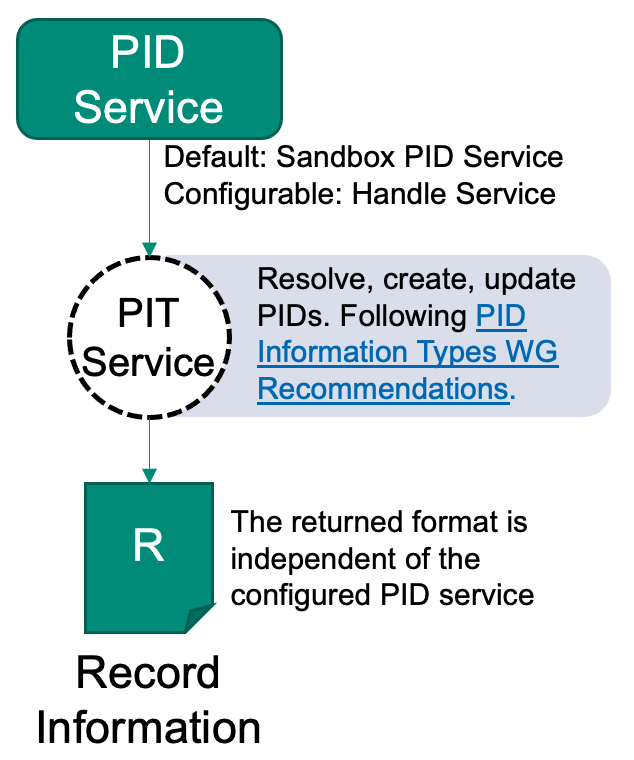 PID
Service
Default: Sandbox PID Service
Configurable: Handle Service
PIT
Service
Resolve, create, update
PIDs. Following PID
Information Types WG
Recommendations.
R
The returned format is
independent of the
configured PID service
Record
Information